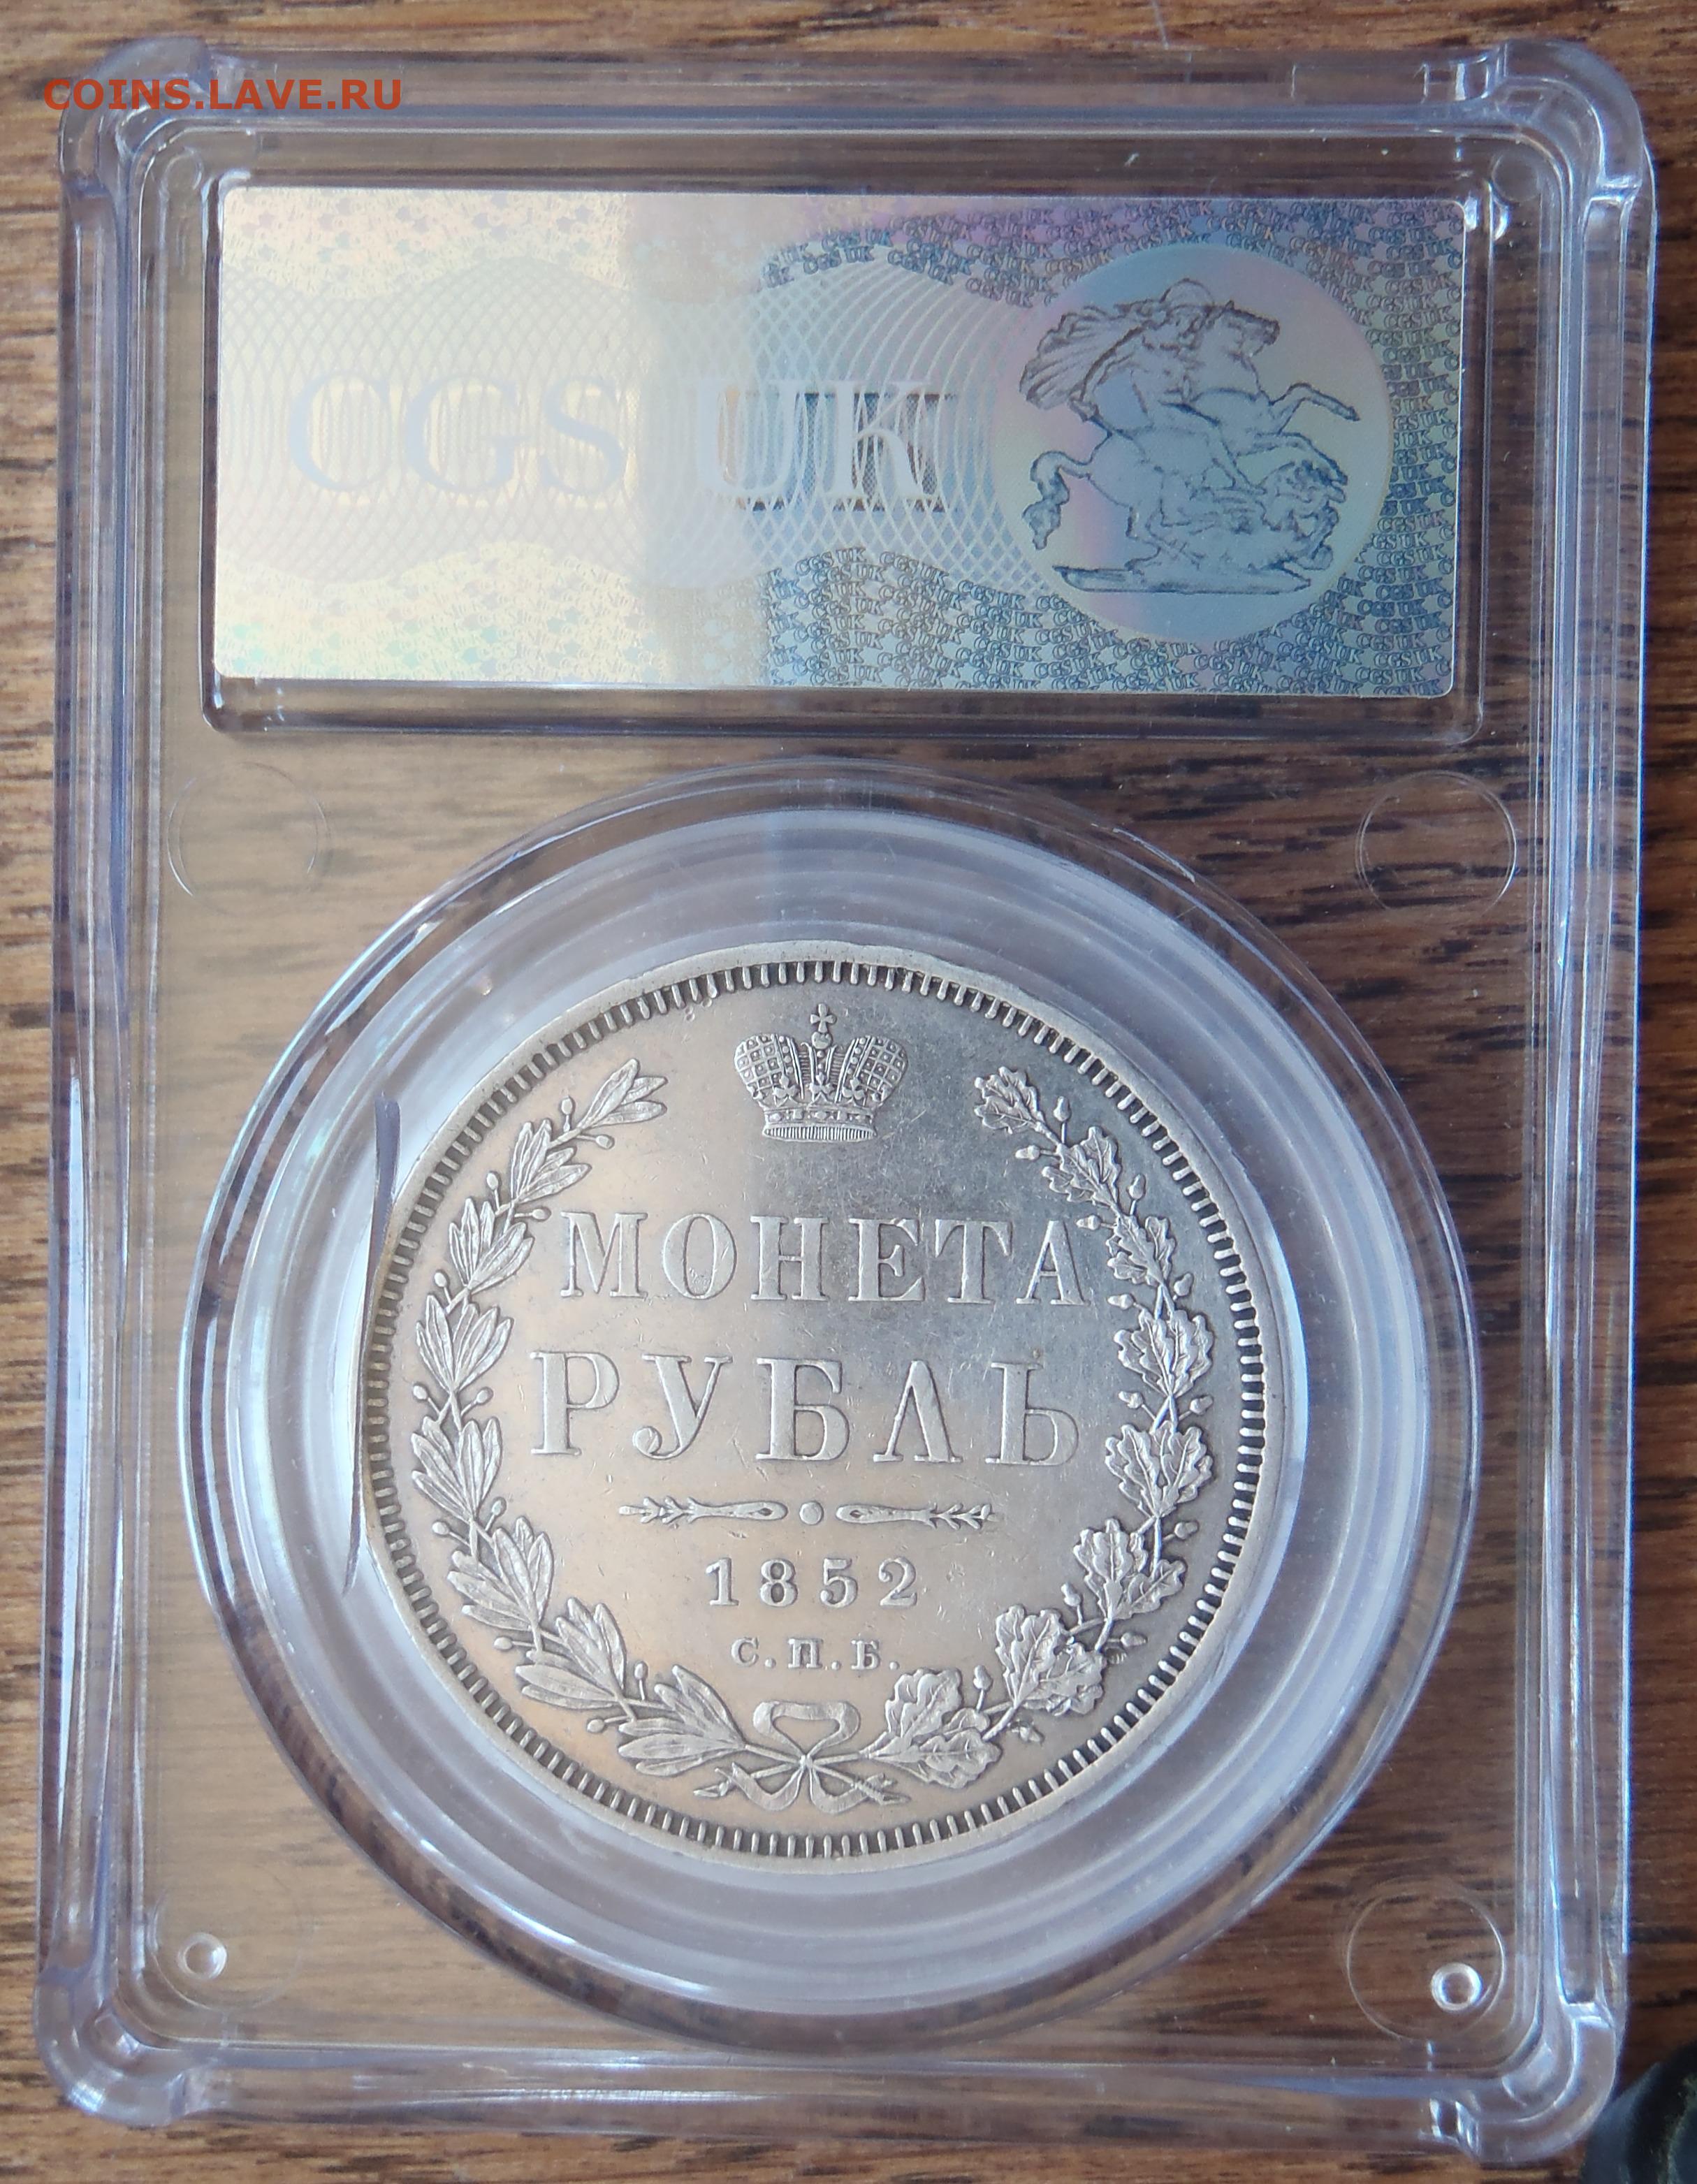 COINS.LAVE.RU
CGS UK
МОНЕТА
РУБЛЬ
1852
С.П.Б.